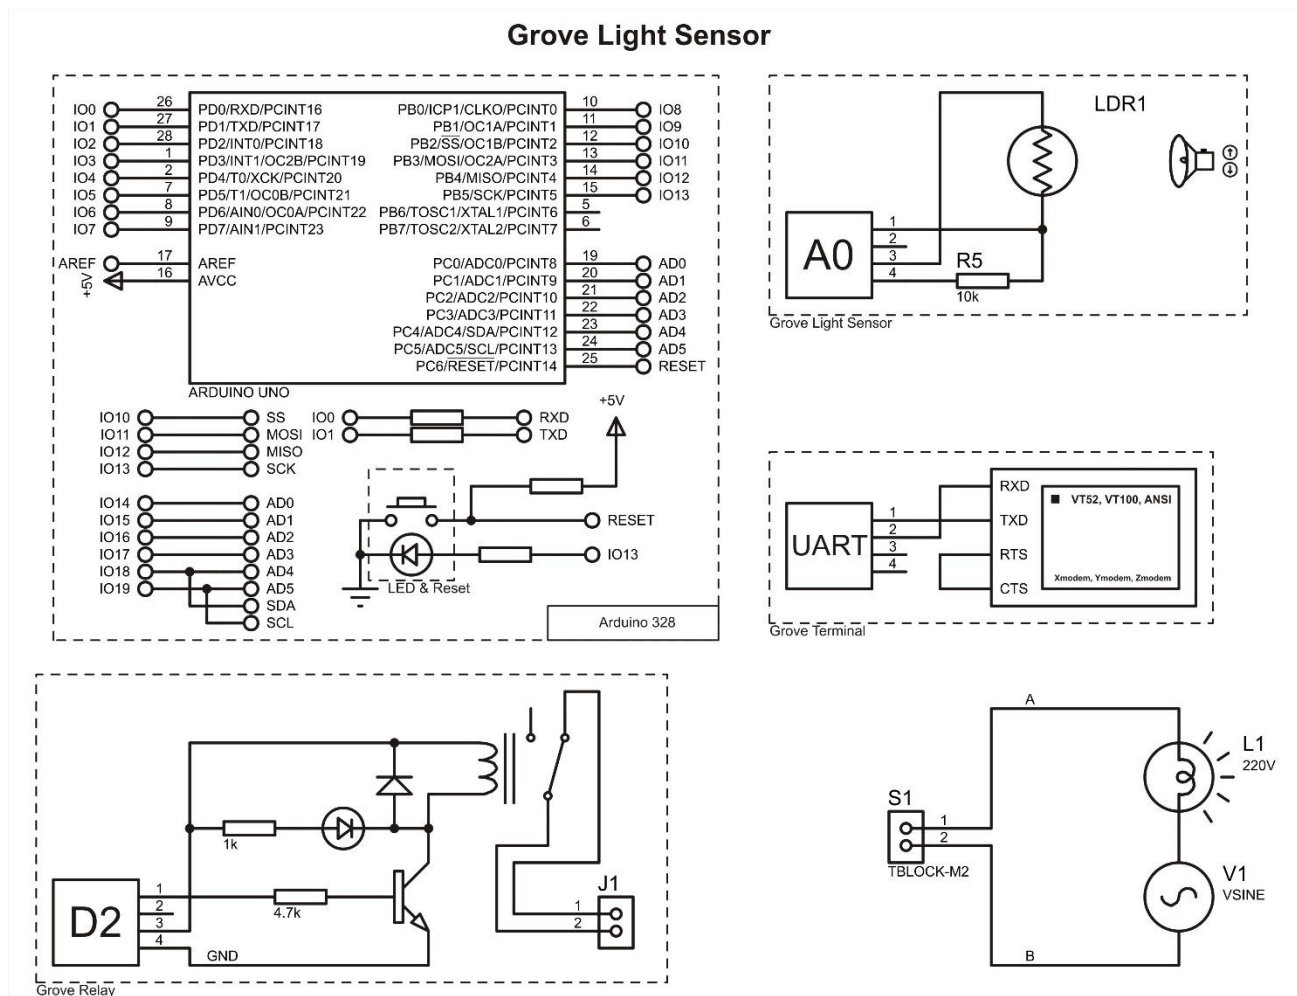 Grove Light Sensor
IO0 26 PD0/RXD/PCINT16 PB0/ICP1/CLKO/PCINT0 10 IO8
IO1 27 PD1/TXD/PCINT17 PB1/OC1A/PCINT1 11 IO9
IO2 28 PD2/INT0/PCINT18 PB2/SS/OC1B/PCINT2 12 IO10
IO3 1 PD3/INT1/OC2B/PCINT19 PB3/MOSI/OC2A/PCINT3 13 IO11
IO4 2 PD4/T0/XCK/PCINT20 PB4/MISO/PCINT4 14 IO12
IO5 7 PD5/T1/OC0B/PCINT21 PB5/SCK/PCINT5 15 IO13
IO6 8 PD6/AIN0/OC0A/PCINT22 PB6/TOSC1/XTAL1/PCINT6 5
IO7 9 PD7/AIN1/PCINT23 PB7/TOSC2/XTAL2/PCINT7 6
AREF 17 AREF PC0/ADC0/PCINT8 19 AD0
+5V 16 AVCC PC1/ADC1/PCINT9 20 AD1
PC2/ADC2/PCINT10 21 AD2
PC3/ADC3/PCINT11 22 AD3
PC4/ADC4/SDA/PCINT12 23 AD4
PC5/ADC5/SCL/PCINT13 24 AD5
PC6/RESET/PCINT14 25 RESET
ARDUINO UNO
+5V
IO10 SS IO0 RXD
IO11 MOSI IO1 TXD
IO12 MISO
IO13 SCK
IO14 AD0
IO15 AD1 RESET
IO16 AD2
IO17 AD3 IO13
IO18 AD4
IO19 AD5
LED & Reset
SDA
SCL
Arduino 328
LDR1
A0
1
2
3
4
R5
10k
Grove Light Sensor
UART
1
2
3
4
RXD
TXD
RTS
CTS
VT52, VT100, ANSI
Xmodem, Ymodem, Zmodem
Grove Terminal
1k
D2
1
2
3
4
4.7k
GND
J1
1
2
Grove Relay
A
L1
220V
S1
1
2
TBLOCK-M2
V1
VSINE
B